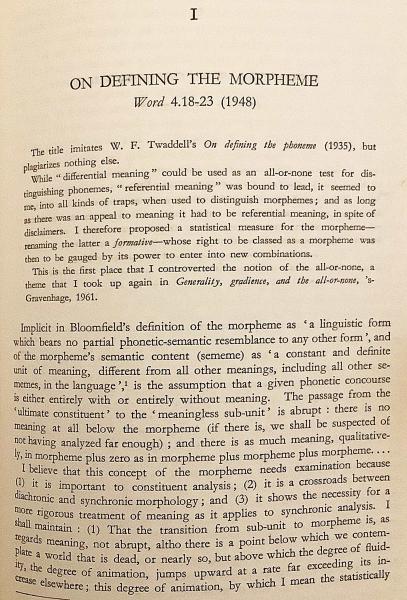 I
ON DEFINING THE MORPHEME
Word 4.18-23 (1948)
The title imitates W. F. Twaddell's On defining the phoneme (1935), but
plagiarizes nothing else.
While "differential meaning" could be used as an all-or-none test for dis-
tinguishing phonemes, "referential meaning" was bound to lead, it seemed to
me, into all kinds of traps, when used to distinguish morphemes; and as long
as there was an appeal to meaning it had to be referential meaning, in spite of
disclaimers. I therefore proposed a statistical measure for the morpheme—
renaming the latter a formative—whose right to be classed as a morpheme was
then to be gauged by its power to enter into new combinations.
This is the first place that I controverted the notion of the all-or-none, a
theme that I took up again in Generality, gradience, and the all-or-none, 's-
Gravenhage, 1961.
Implicit in Bloomfield's definition of the morpheme as 'a linguistic form
which bears no partial phonetic-semantic resemblance to any other form', and
of the morpheme's semantic content (sememe) as 'a constant and definite
unit of meaning, different from all other meanings, including all other se-
memes, in the language',¹ is the assumption that a given phonetic concourse
is either entirely with or entirely without meaning. The passage from the
'ultimate constituent' to the 'meaningless sub-unit' is abrupt : there is no
meaning at all below the morpheme (if there is, we shall be suspected of
not having analyzed far enough) ; and there is as much meaning, qualitative-
ly, in morpheme plus zero as in morpheme plus morpheme plus morpheme. . . .
I believe that this concept of the morpheme needs examination because
(1) it is important to constituent analysis; (2) it is a crossroads between
diachronic and synchronic morphology ; and (3) it shows the necessity for a
more rigorous treatment of meaning as it applies to synchronic analysis. I
shall maintain : (1) That the transition from sub-unit to morpheme is, as
regards meaning, not abrupt, altho there is a point below which we contem-
plate a world that is dead, or nearly so, but above which the degree of fluid-
ity, the degree of animation, jumps upward at a rate far exceeding its in-
crease elsewhere ; this degree of animation, by which I mean the statistically